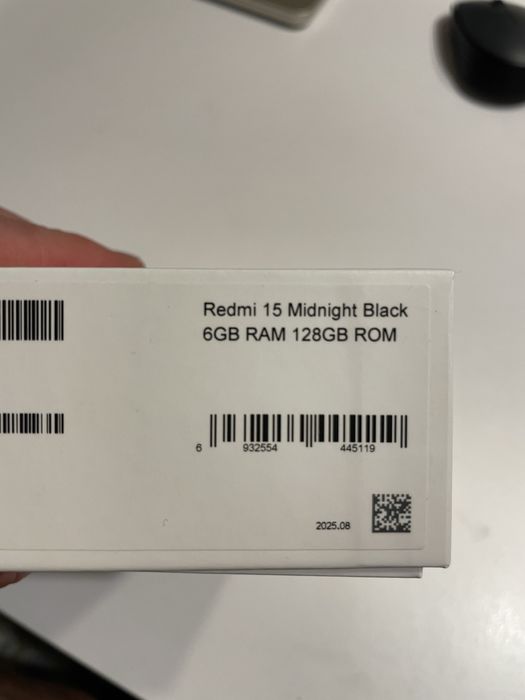 Redmi 15 Midnight Black
6GB RAM 128GB ROM
6 932554 445119
2025.08